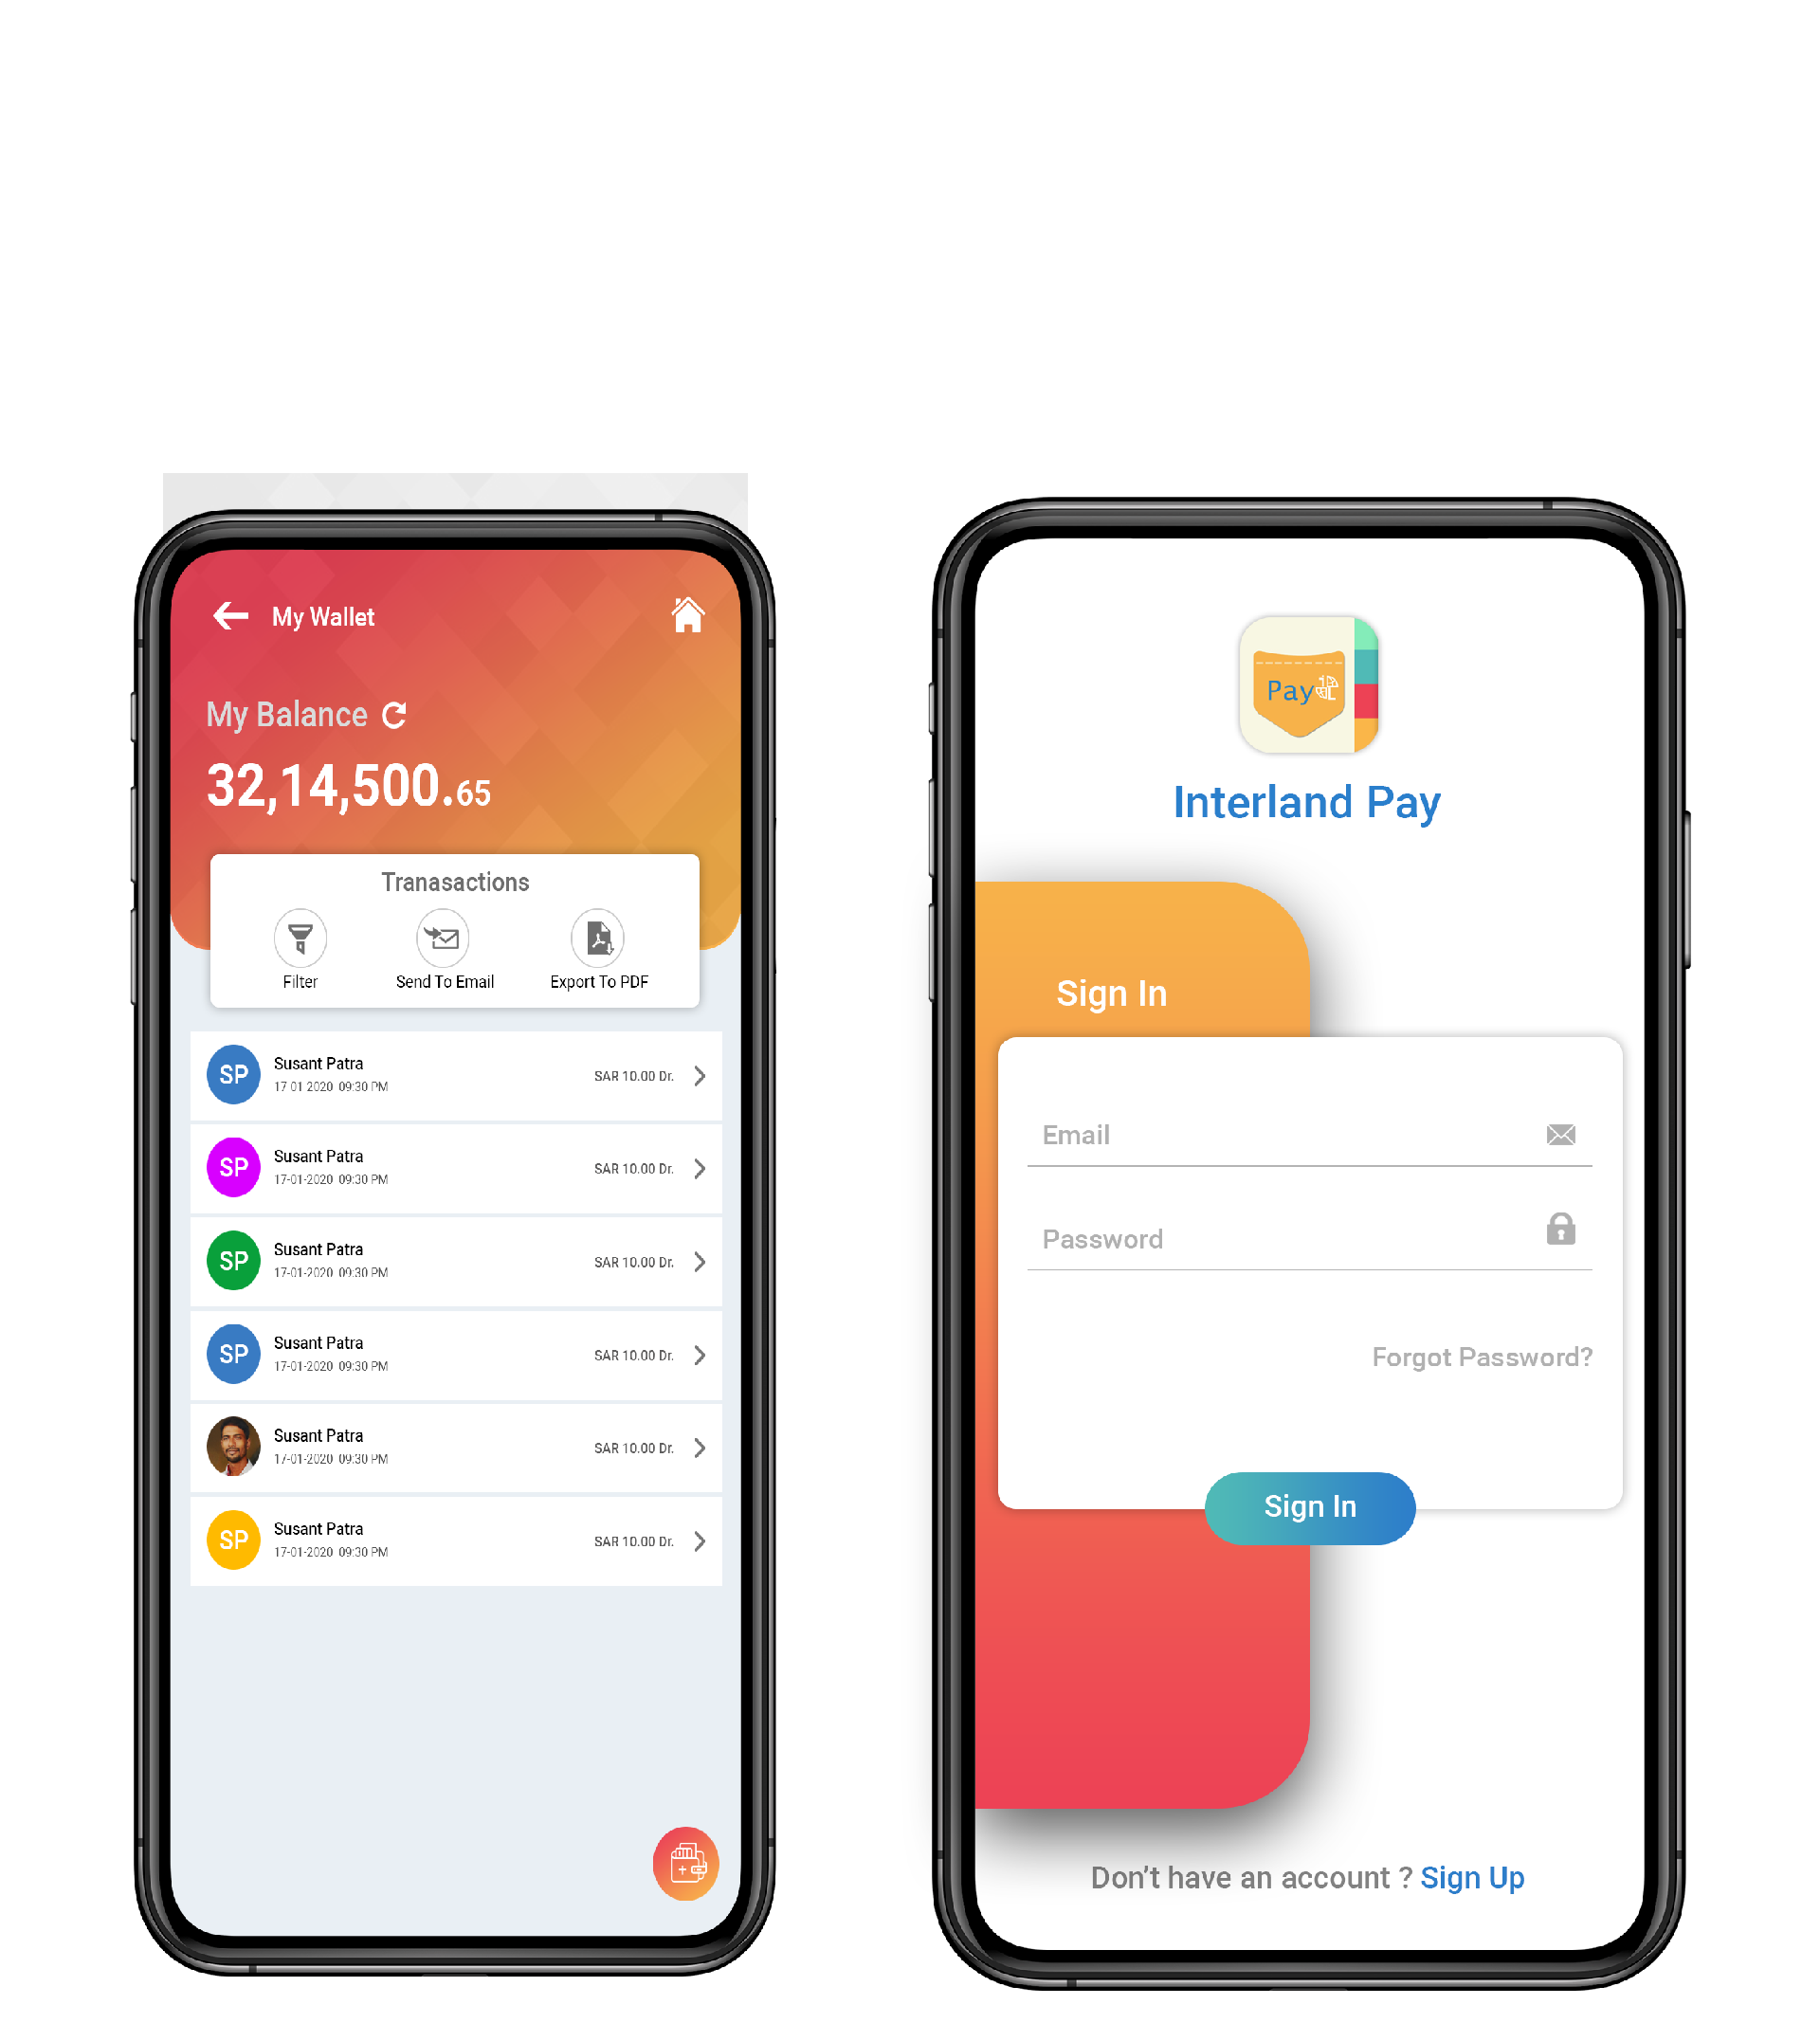 My Wallet
My Balance
32,14,500.65
Tranasactions
Filter
Send To Email
Export To PDF
SP
Susant Patra
17 01 2020 09:30 PM
SAR 10.00 Dr.
SP
Susant Patra
17-01-2020 09:30 PM
SAR 10.00 Dr.
SP
Susant Patra
17-01-2020 09:30 PM
SAR 10.00 Dr.
SP
Susant Patra
17-01-2020 09:30 PM
SAR 10.00 Dr.
Susant Patra
17-01-2020 09:30 PM
SAR 10.00 Dr.
SP
Susant Patra
17-01-2020 09:30 PM
SAR 10.00 Dr.
Pay
Interland Pay
Sign In
Email
Password
Forgot Password?
Sign In
Don't have an account ? Sign Up